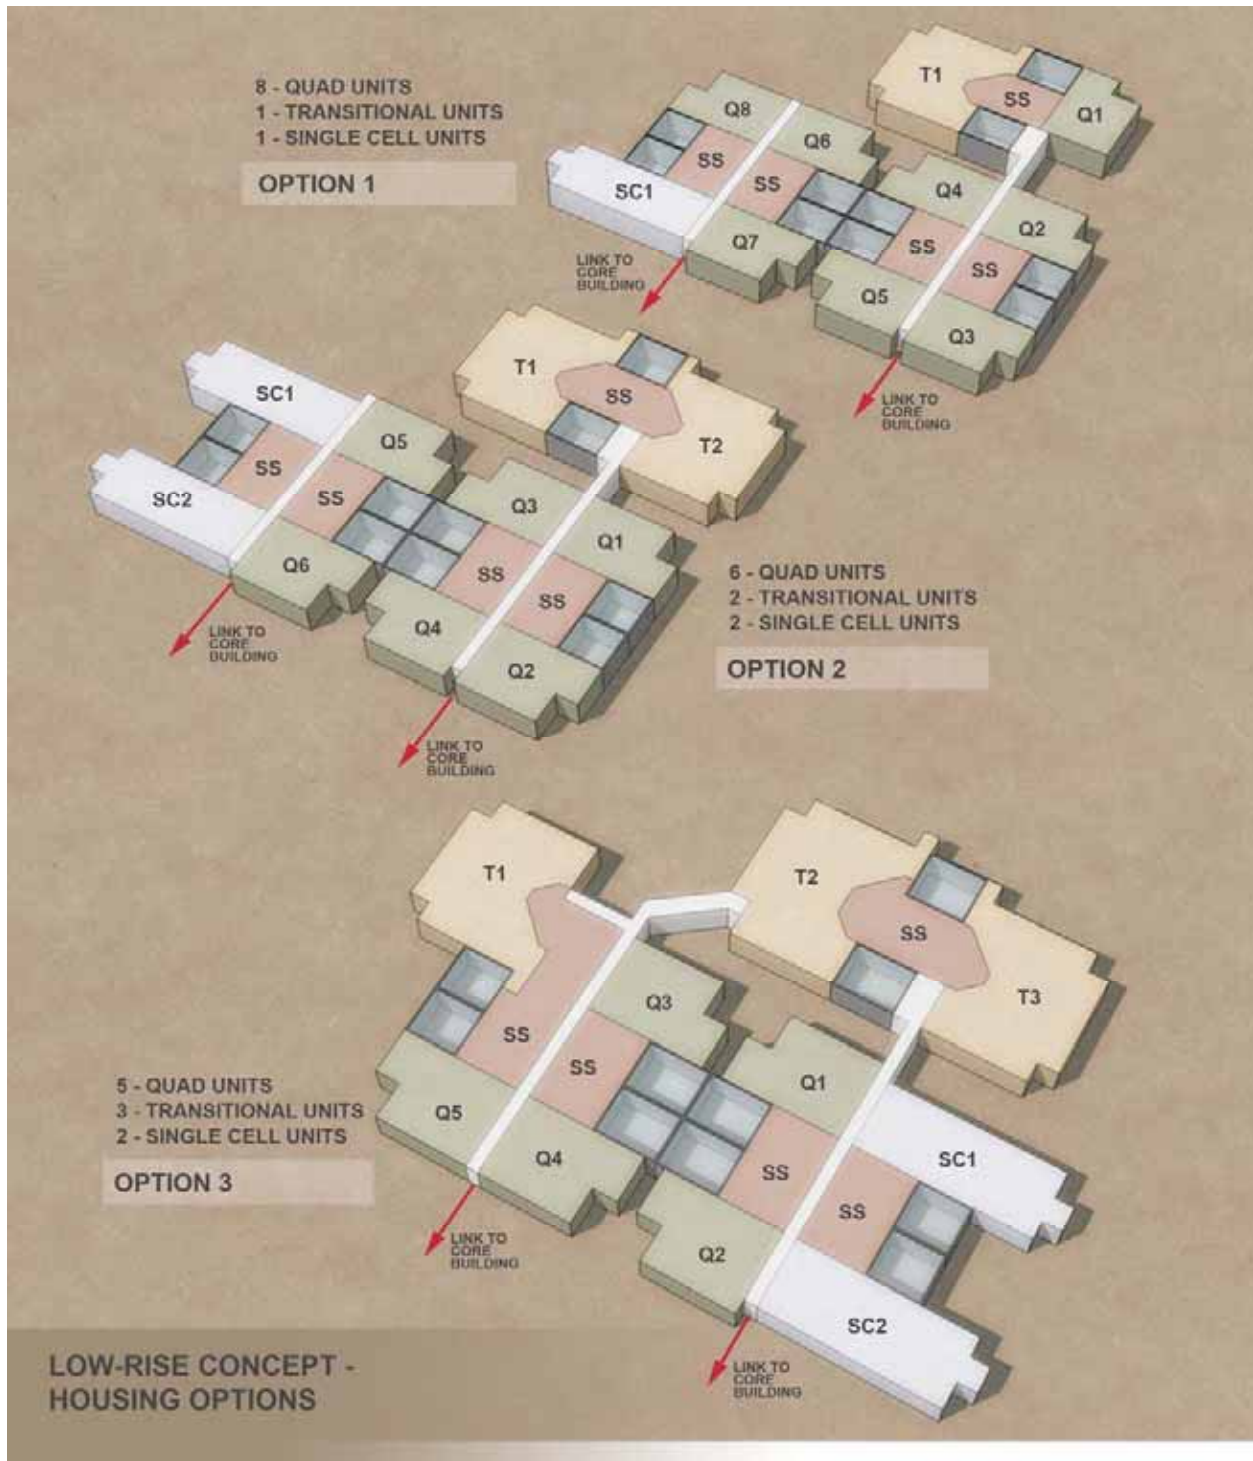 8 - QUAD UNITS
1 - TRANSITIONAL UNITS
1 - SINGLE CELL UNITS
OPTION 1
T1
SS
Q1
Q8
Q6
SS
SS
SC1
Q7
Q4
Q2
SS
SS
Q5
Q3
LINK TO
CORE
BUILDING
LINK TO
CORE
BUILDING
T1
SS
T2
SC1
Q5
SS
SS
SC2
Q3
Q1
Q6
SS
SS
Q4
Q2
LINK TO
CORE
BUILDING
LINK TO
CORE
BUILDING
6 - QUAD UNITS
2 - TRANSITIONAL UNITS
2 - SINGLE CELL UNITS
OPTION 2
T1
T2
SS
T3
Q3
SS
SS
Q1
Q5
Q4
SC1
SS
SS
Q2
SC2
LINK TO
CORE
BUILDING
LINK TO
CORE
BUILDING
5 - QUAD UNITS
3 - TRANSITIONAL UNITS
2 - SINGLE CELL UNITS
OPTION 3
LOW-RISE CONCEPT -
HOUSING OPTIONS